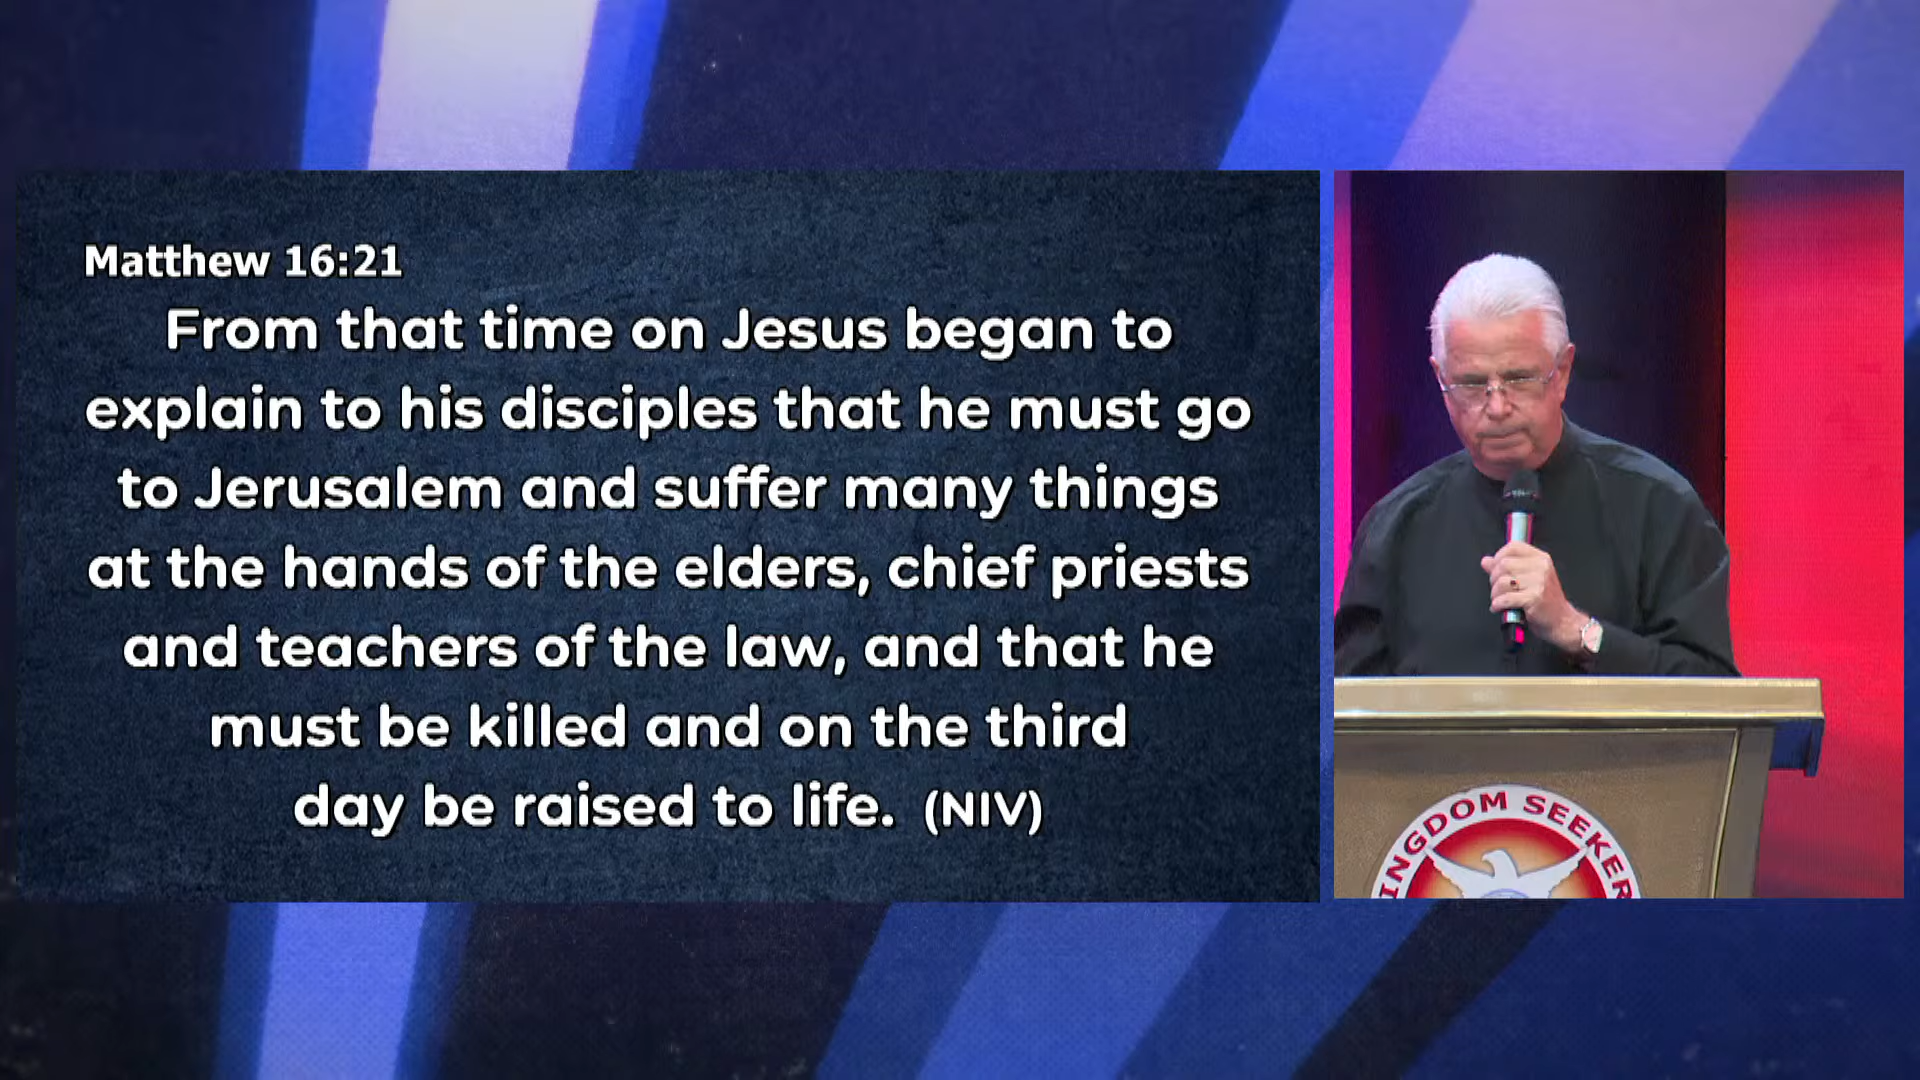 Matthew 16:21
From that time on Jesus began to
explain to his disciples that he must go
to Jerusalem and suffer many things
at the hands of the elders, chief priests
and teachers of the law, and that he
must be killed and on the third
day be raised to life. (NIV)
INGDOM SEEKER